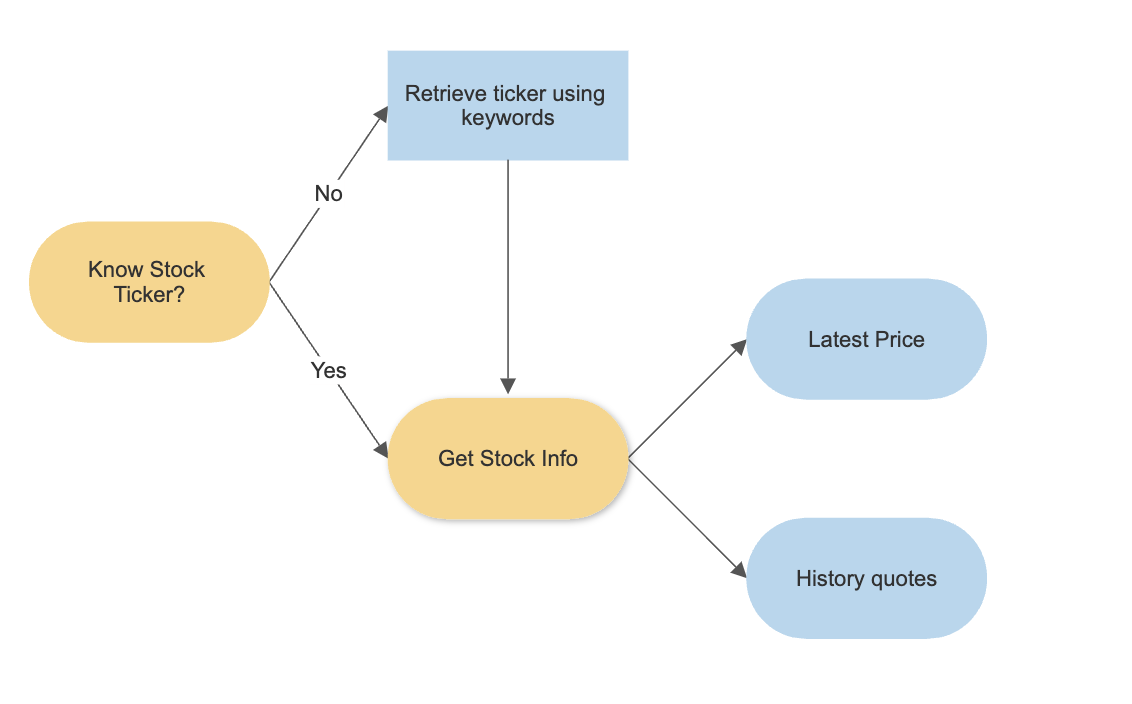 Retrieve ticker using
keywords
No
Know Stock
Ticker?
Yes
Get Stock Info
Latest Price
History quotes